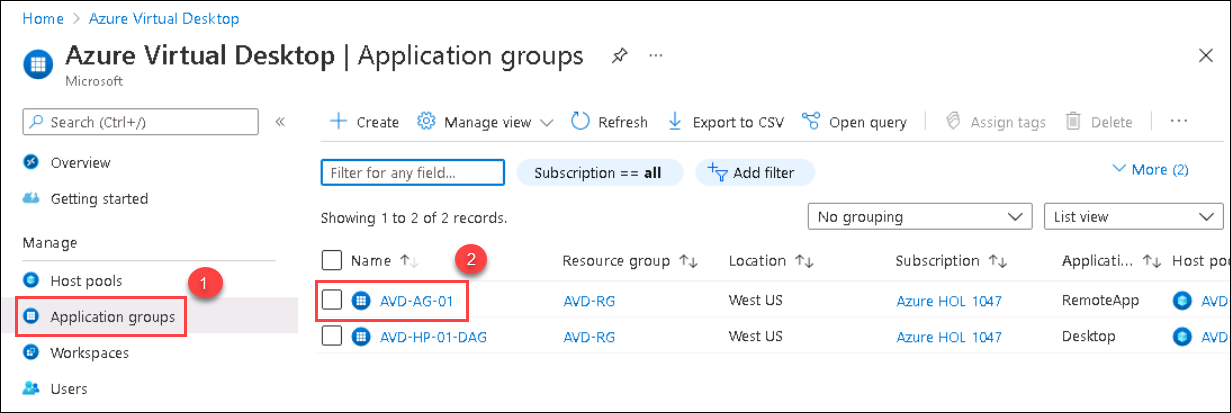 Home > Azure Virtual Desktop
Azure Virtual Desktop | Application groups ...
Microsoft
Search (Ctrl+/) «
Overview
Getting started
Manage
Host pools 1
Application groups
Workspaces
Users
+ Create Manage view Refresh Export to CSV Open query Assign tags Delete ...
Filter for any field... Subscription == all Add filter More (2)
Showing 1 to 2 of 2 records. No grouping List view
Name ↑↓ 2 Resource group ↑↓ Location ↑↓ Subscription ↑↓ Applicati... ↑↓ Host po
AVD-AG-01 AVD-RG West US Azure HOL 1047 RemoteApp AVD
AVD-HP-01-DAG AVD-RG West US Azure HOL 1047 Desktop AVD